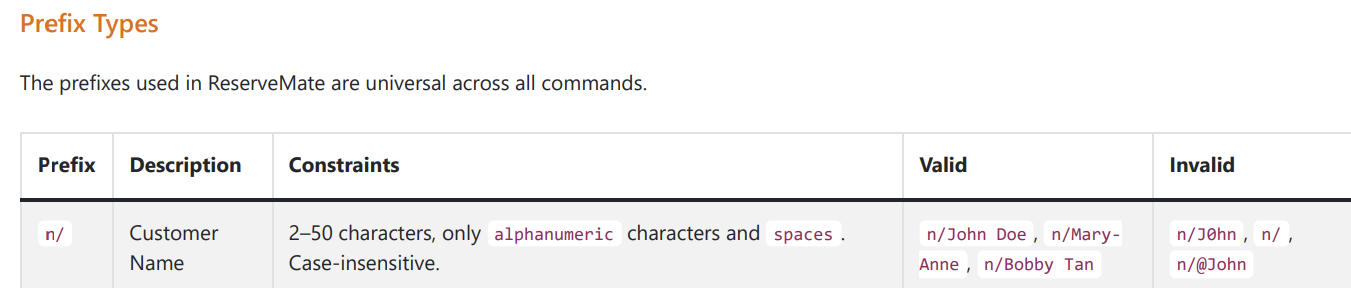 Prefix Types
The prefixes used in ReserveMate are universal across all commands.
Prefix Description Constraints Valid Invalid
n/ Customer Name 2–50 characters, only alphanumeric characters and spaces. Case-insensitive. n/John Doe, n/Mary-Anne, n/Bobby Tan n/J0hn, n/, n/@John